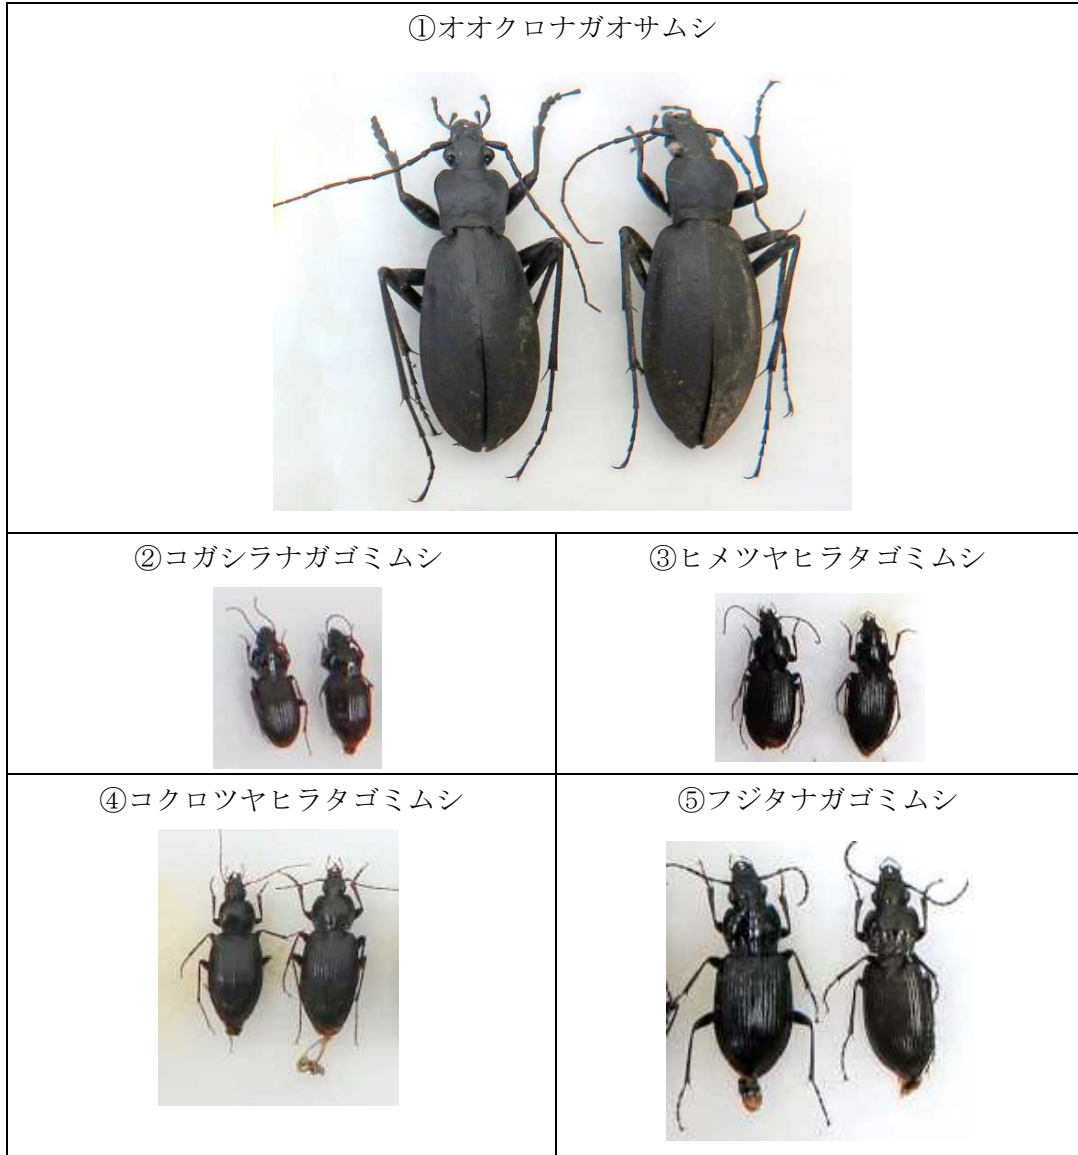 ①オオクロナガオサムシ
②コガシラナガゴミムシ
③ヒメツヤヒラタゴミムシ
④コクロツヤヒラタゴミムシ
⑤フジタナガゴミムシ